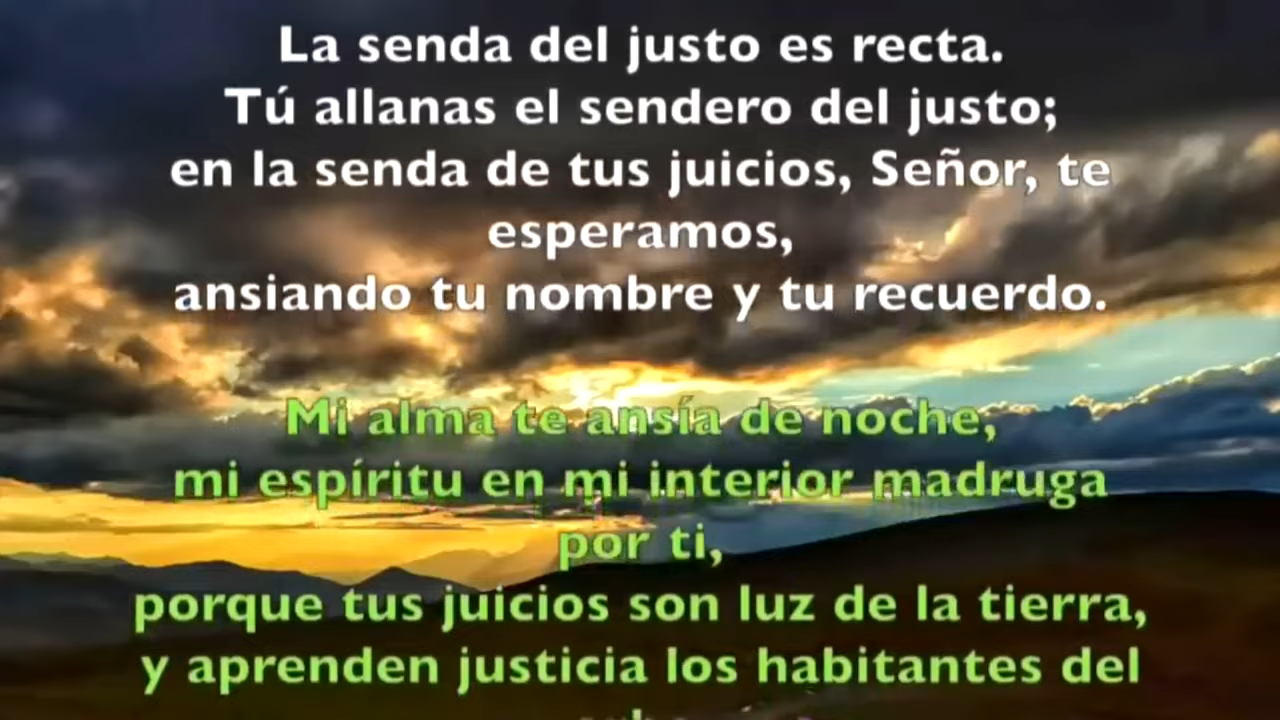 La senda del justo es recta.
Tú allanas el sendero del justo;
en la senda de tus juicios, Señor, te
esperamos,
ansiando tu nombre y tu recuerdo.
Mi alma te ansía de noche,
mi espíritu en mi interior madruga
por ti,
porque tus juicios son luz de la tierra,
y aprenden justicia los habitantes del